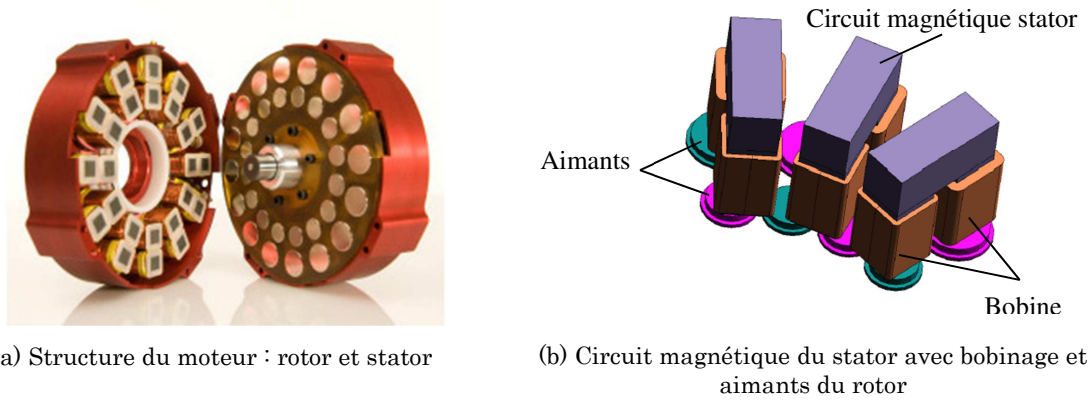 Circuit magnétique stator
Aimants
Bobine
a) Structure du moteur : rotor et stator
(b) Circuit magnétique du stator avec bobinage et
aimants du rotor